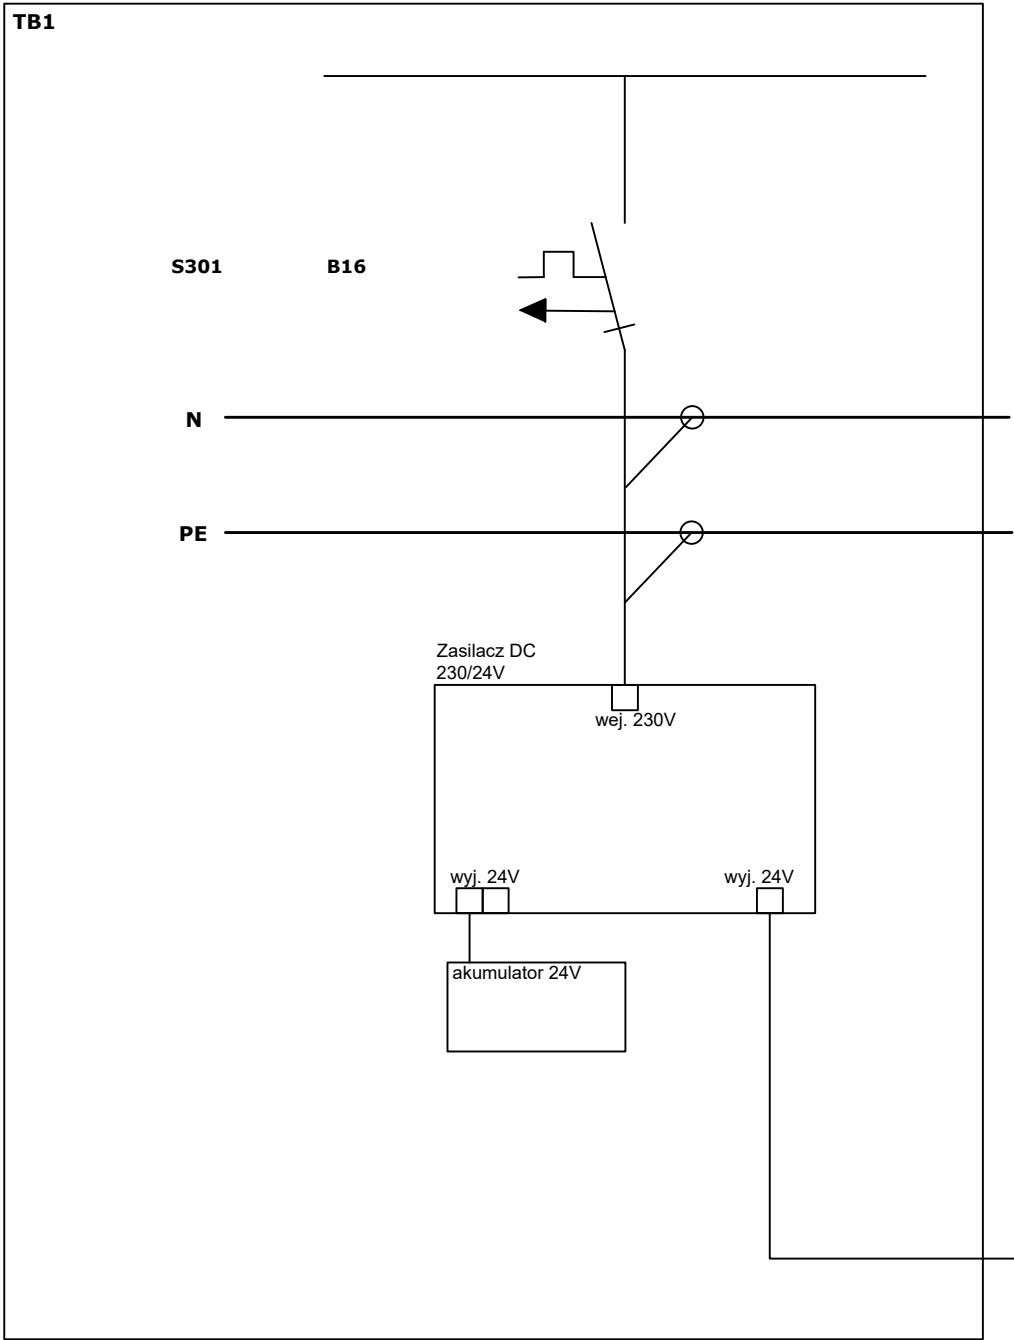 TB1
S301 B16
N
PE
Zasilacz DC
230/24V
wej. 230V
wyj. 24V wyj. 24V
akumulator 24V